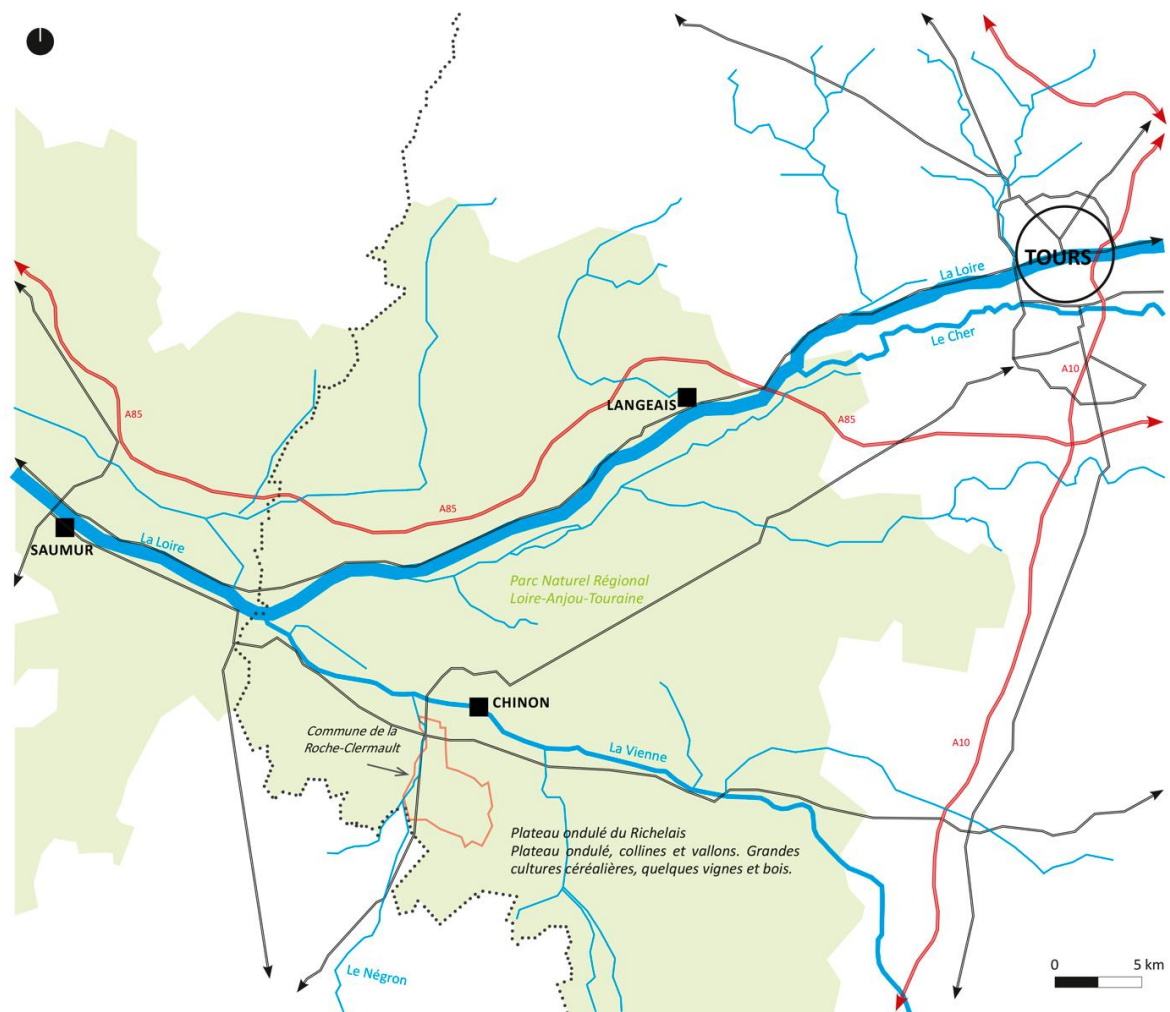 TOURS
La Loire
Le Cher
A10
A85
LANGEAIS
A85
A85
SAUMUR
La Loire
Parc Naturel Régional
Loire-Anjou-Touraine
CHINON
Commune de la
Roche-Clermault
La Vienne
A10
Plateau ondulé du Richelais
Plateau ondulé, collines et vallons. Grandes
cultures céréalières, quelques vignes et bois.
Le Négron
0 5 km